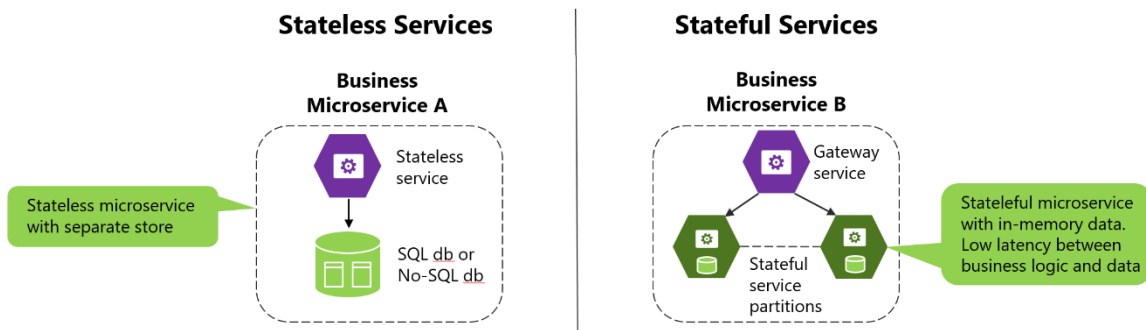 Stateless Services
Business
Microservice A
Stateless
service
Stateless microservice
with separate store
SQL db or
No-SQL db
Stateful Services
Business
Microservice B
Gateway
service
Stateful
service
partitions
Stateleful microservice
with in-memory data.
Low latency between
business logic and data